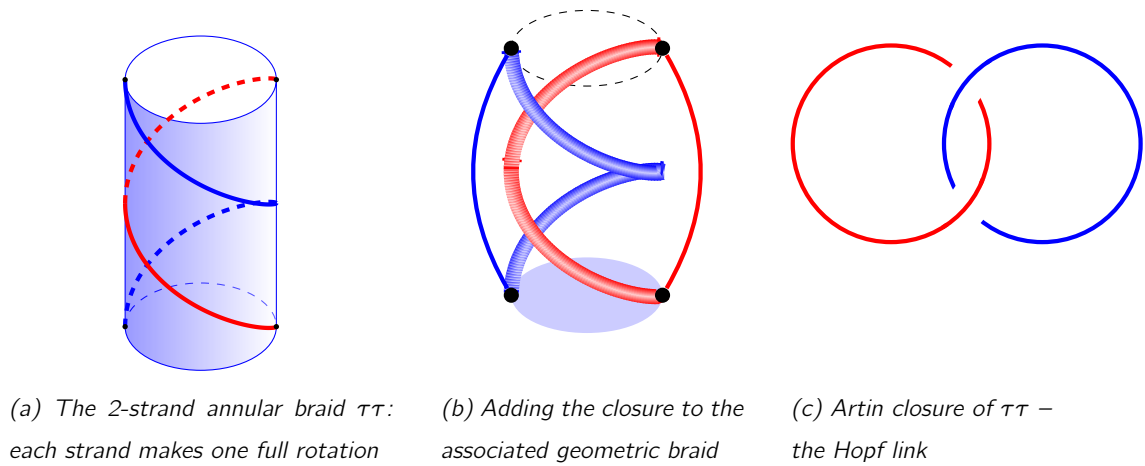 (a) The 2-strand annular braid ττ:
each strand makes one full rotation
(b) Adding the closure to the
associated geometric braid
(c) Artin closure of ττ –
the Hopf link